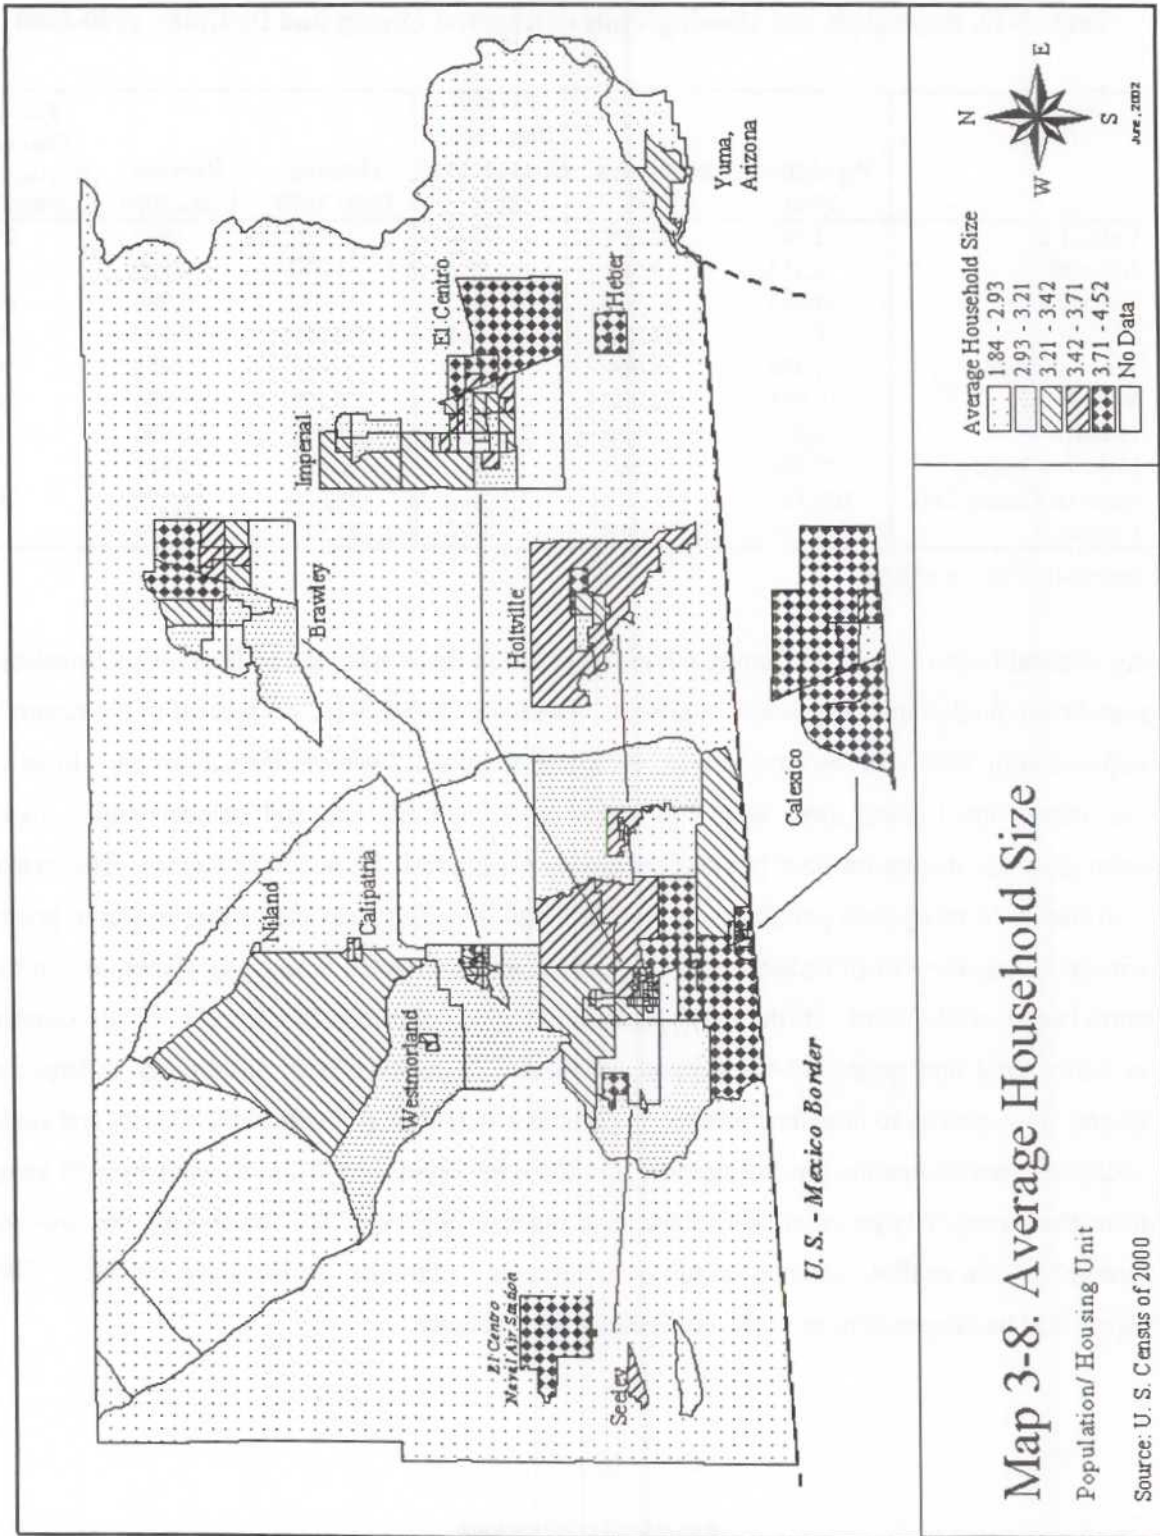 Niland
Calipatria
Westmorland
Brawley
Imperial
El Centro
Heber
Holtville
El Centro
Naval Air Station
Seeley
Calexico
Yuma,
Arizona
U. S. - Mexico Border
Map 3-8. Average Household Size
Population/ Housing Unit
Source: U. S. Census of 2000
Average Household Size
1.84 - 2.93
2.93 - 3.21
3.21 - 3.42
3.42 - 3.71
3.71 - 4.52
No Data
N
W
E
S
June, 2002